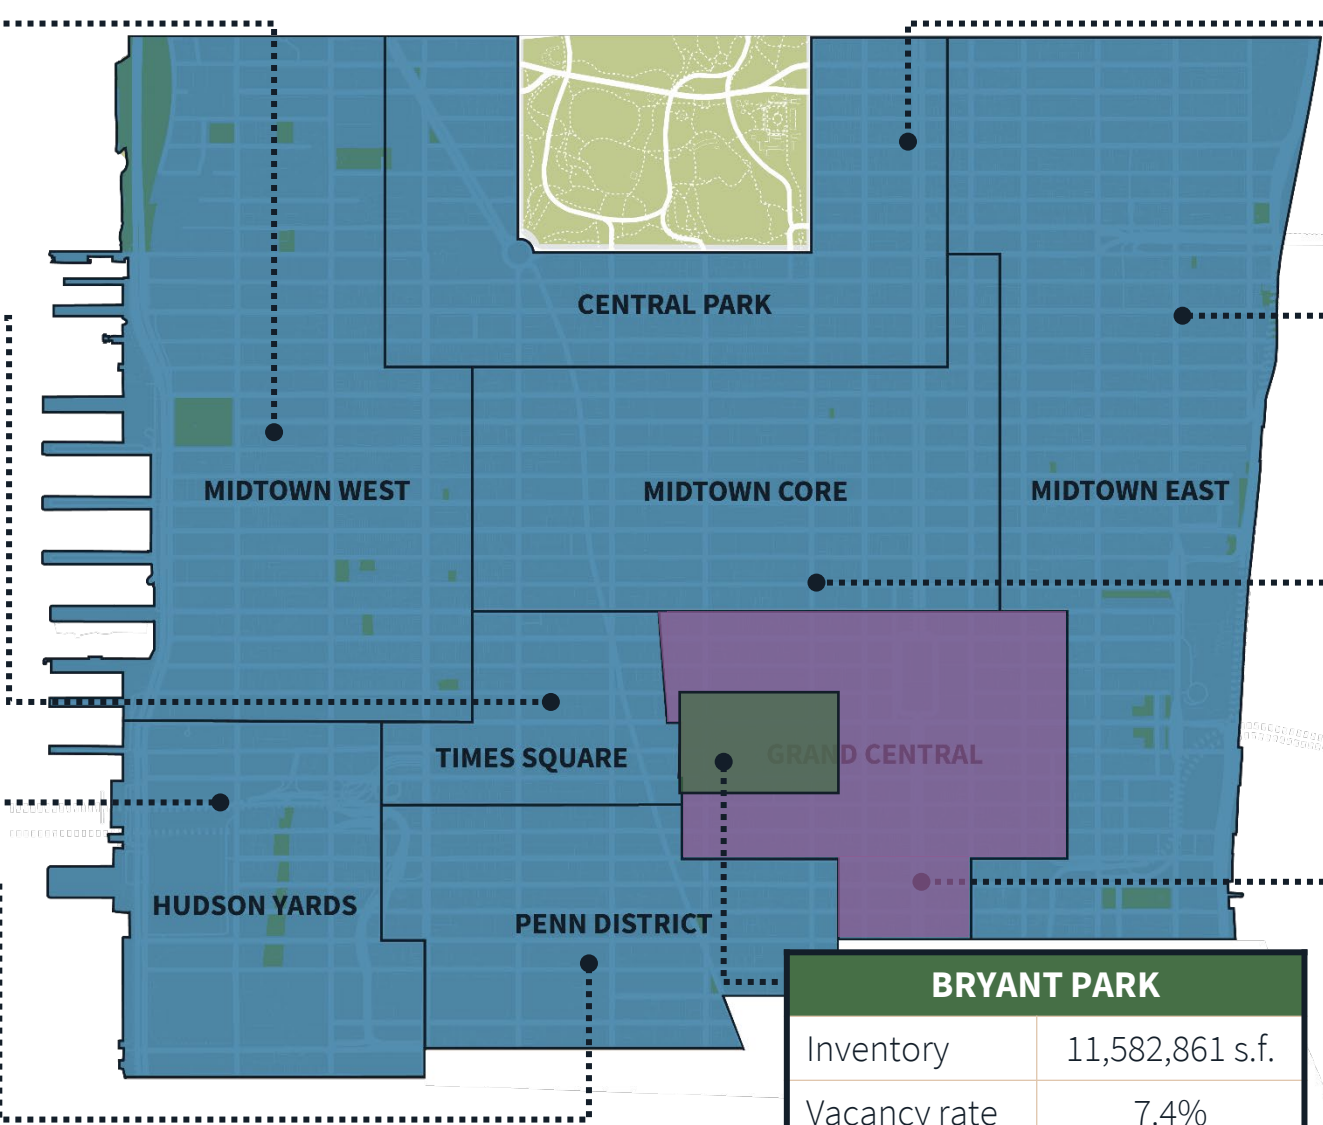 CENTRAL PARK
MIDTOWN WEST
MIDTOWN CORE
MIDTOWN EAST
TIMES SQUARE
GRAND CENTRAL
HUDSON YARDS
PENN DISTRICT
BRYANT PARK
Inventory 11,582,861 s.f.
Vacancy rate 7.4%